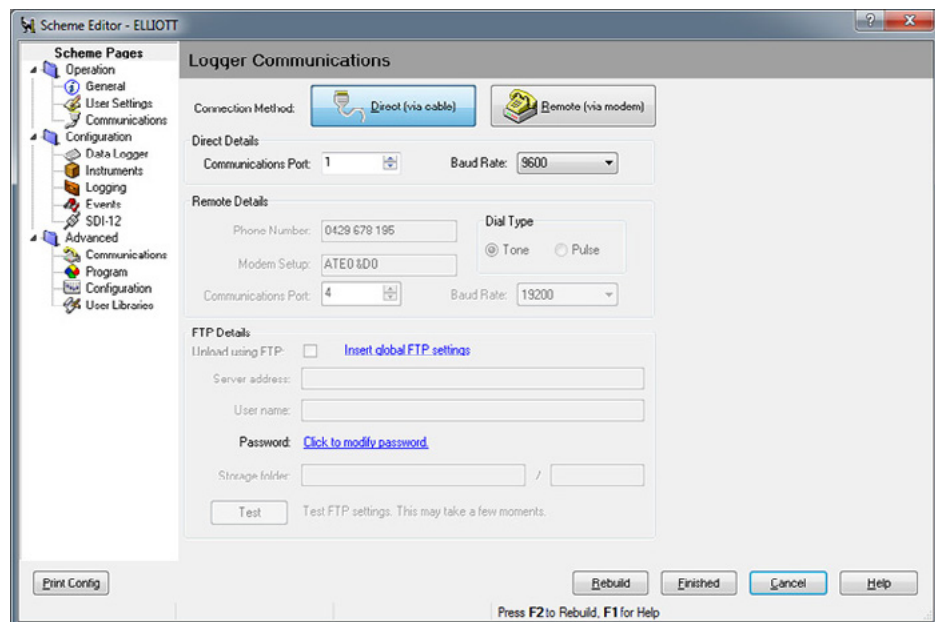 Scheme Editor - ELLIOTT
Scheme Pages
Operation
General
User Settings
Communications
Configuration
Data Logger
Instruments
Logging
Events
SDI-12
Advanced
Communications
Program
Configuration
User Libraries
Logger Communications
Connection Method: Direct (via cable) Remote (via modem)
Direct Details
Communications Port: 1 Baud Rate: 9600
Remote Details
Phone Number: 0429 678 195
Dial Type
Tone Pulse
Modem Setup: ATE0 &D0
Communications Port: 4 Baud Rate: 19200
FTP Details
Unload using FTP: Insert global FTP settings
Server address:
User name:
Password: Click to modify password.
Storage folder: /
Test Test FTP settings. This may take a few moments.
Print Config Rebuild Finished Cancel Help
Press F2 to Rebuild, F1 for Help